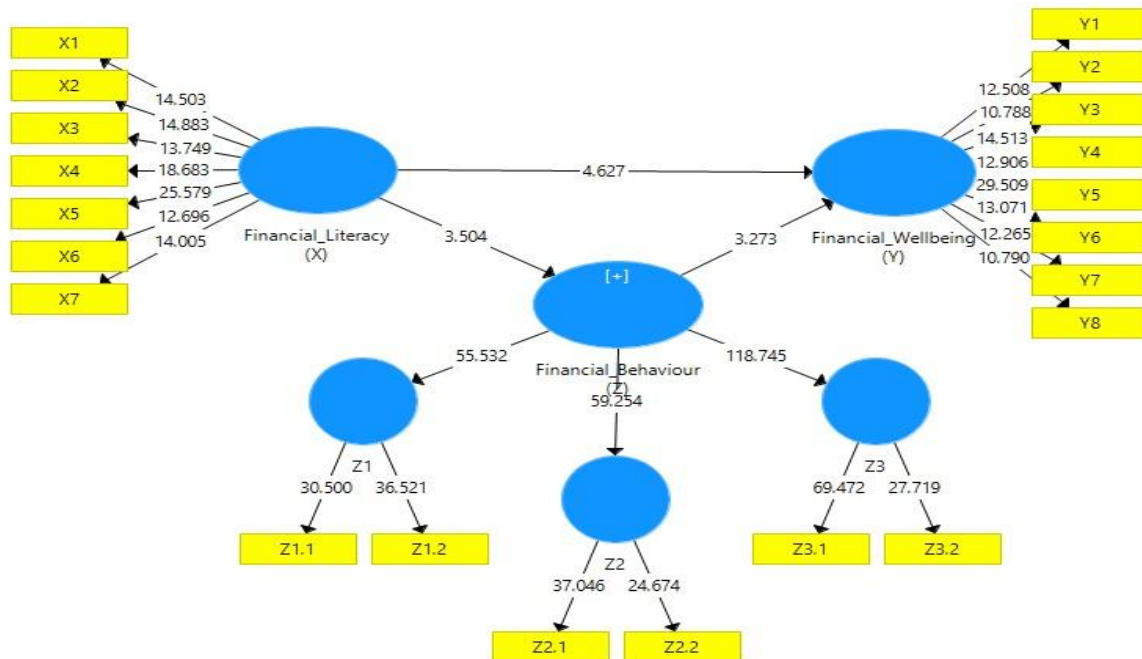 X1
X2
X3
X4
X5
X6
X7
14.503
14.883
13.749
18.683
25.579
12.696
14.005
Financial_Literacy
(X)
4.627
3.504
3.273
[+]
Financial_Behaviour
(Z)
Financial_Wellbeing
(Y)
12.508
10.788
14.513
12.906
29.509
13.071
12.265
10.790
Y1
Y2
Y3
Y4
Y5
Y6
Y7
Y8
55.532
59.254
118.745
Z1
30.500
36.521
Z1.1
Z1.2
Z2
37.046
24.674
Z2.1
Z2.2
Z3
69.472
27.719
Z3.1
Z3.2